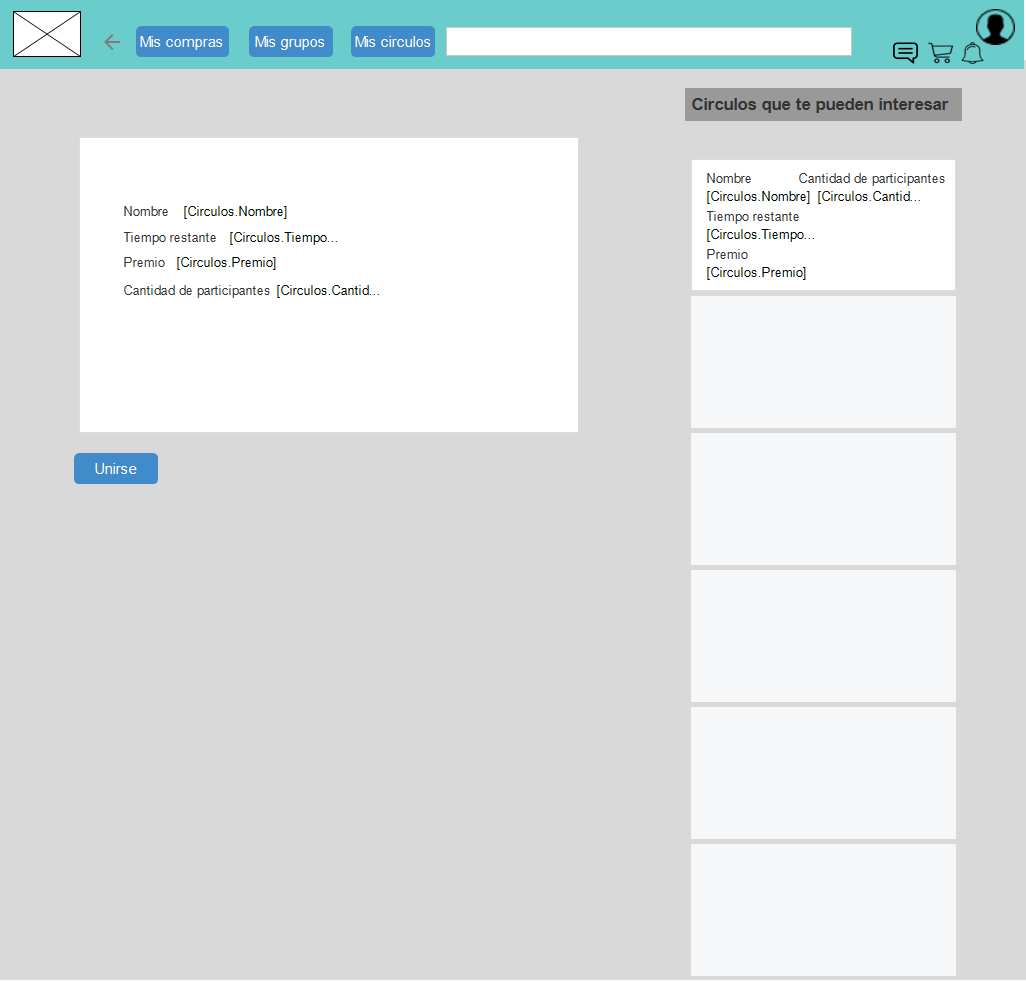 Mis compras
Mis grupos
Mis circulos
Circulos que te pueden interesar
Nombre [Circulos.Nombre]
Tiempo restante [Circulos.Tiempo...
Premio [Circulos.Premio]
Cantidad de participantes [Circulos.Cantid...
Unirse
Nombre Cantidad de participantes
[Circulos.Nombre] [Circulos.Cantid...
Tiempo restante
[Circulos.Tiempo...
Premio
[Circulos.Premio]